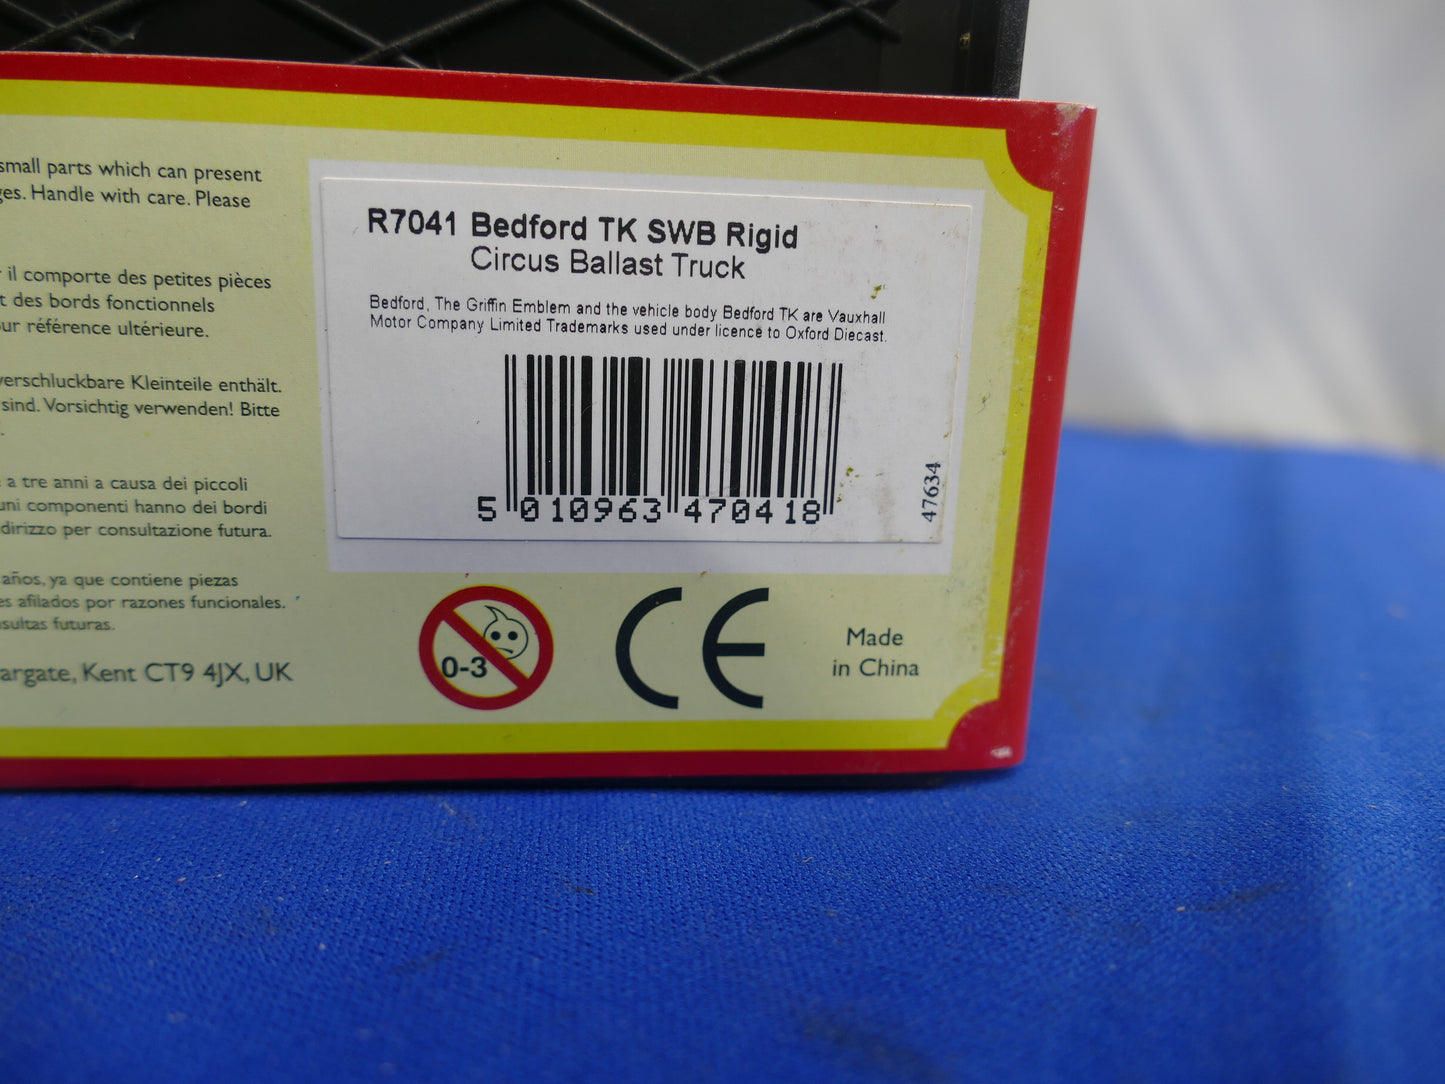 small parts which can present
ges. Handle with care. Please
il comporte des petites pièces
t des bords fonctionnels
ur référence ultérieure.
verschluckbare Kleinteile enthält.
sind. Vorsichtig verwenden! Bitte
a tre anni a causa dei piccoli
uni componenti hanno dei bordi
dirizzo per consultazione futura.
años, ya que contiene piezas
es afilados por razones funcionales.
sultas futuras.
argate, Kent CT9 4JX, UK
R7041 Bedford TK SWB Rigid
Circus Ballast Truck
Bedford, The Griffin Emblem and the vehicle body Bedford TK are Vauxhall
Motor Company Limited Trademarks used under licence to Oxford Diecast.
5 010963 470418
47634
0-3
CE
Made
in China